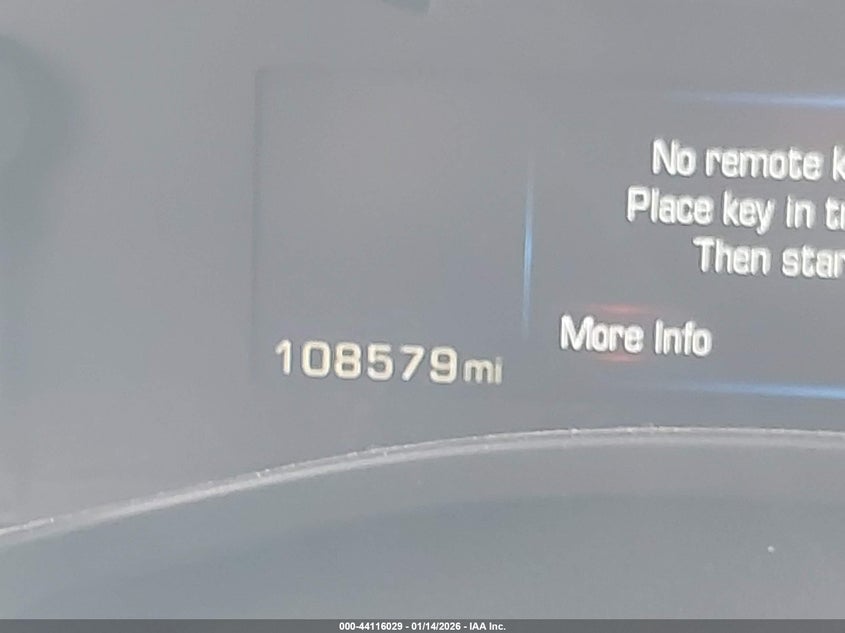 No remote k
Place key in t
Then star
More Info
108579mi
000-44116029 - 01/14/2026 - IAA Inc.